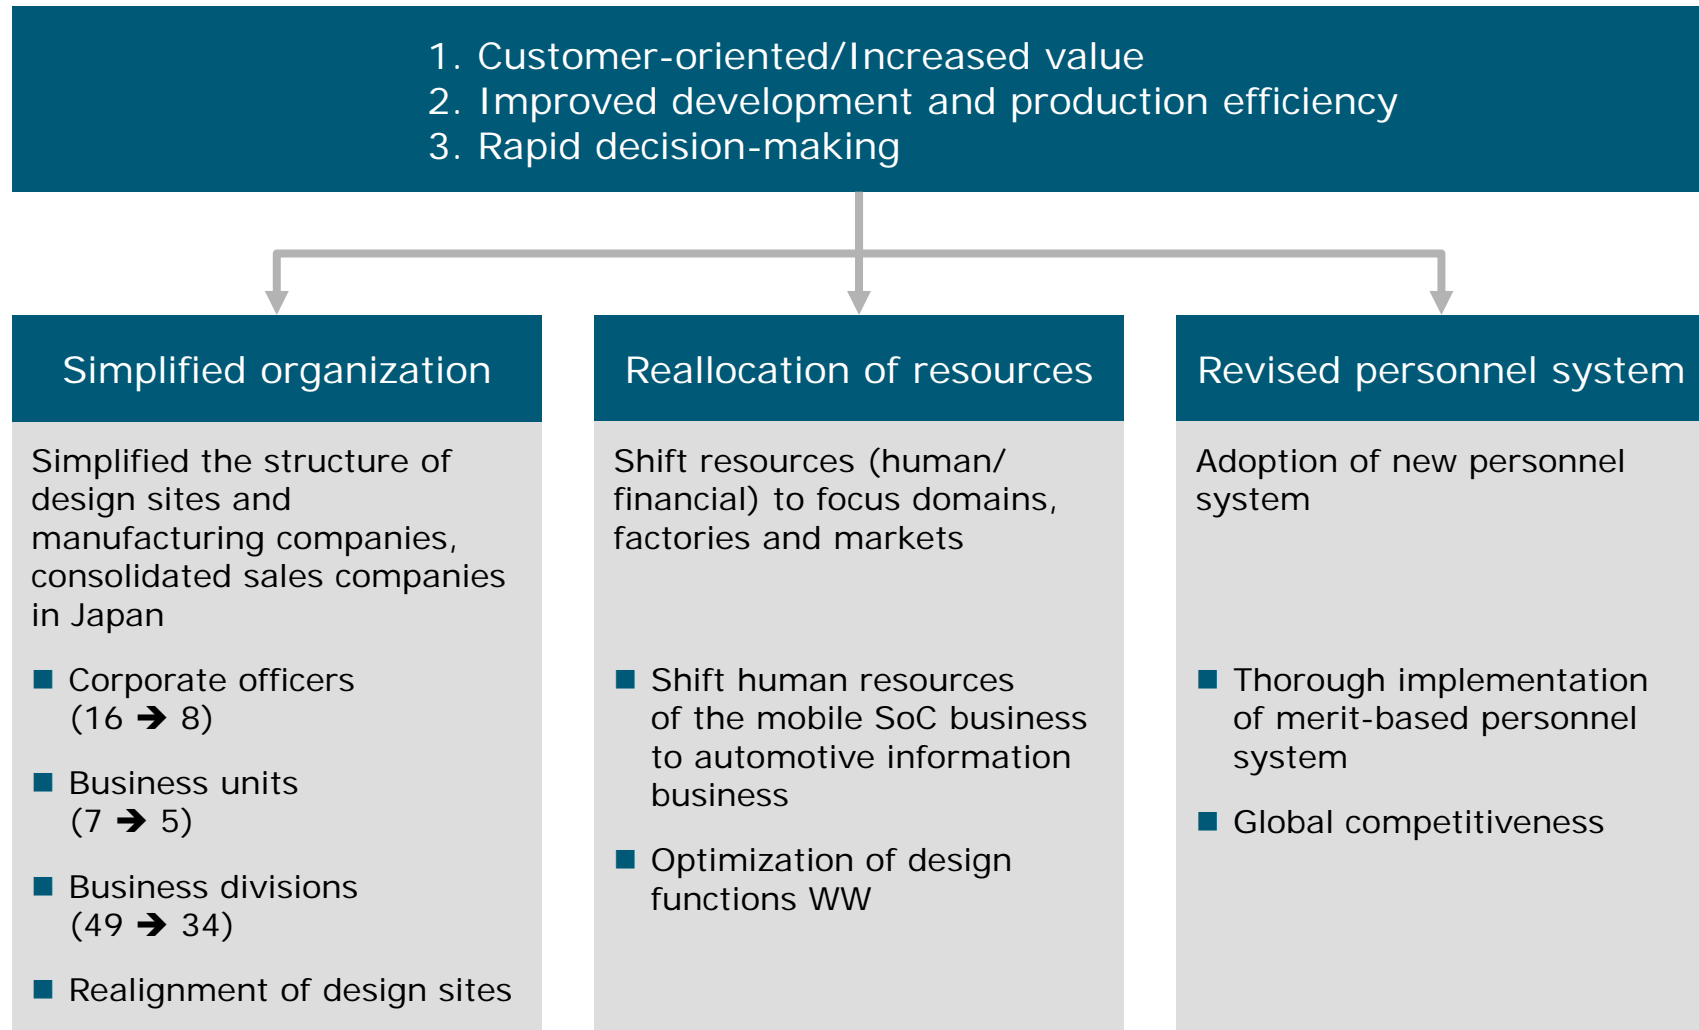 1. Customer-oriented/Increased value
2. Improved development and production efficiency
3. Rapid decision-making
Simplified organization
Simplified the structure of
design sites and
manufacturing companies,
consolidated sales companies
in Japan
■ Corporate officers
(16 ➔ 8)
■ Business units
(7 ➔ 5)
■ Business divisions
(49 ➔ 34)
■ Realignment of design sites
Reallocation of resources
Shift resources (human/
financial) to focus domains,
factories and markets
■ Shift human resources
of the mobile SoC business
to automotive information
business
■ Optimization of design
functions WW
Revised personnel system
Adoption of new personnel
system
■ Thorough implementation
of merit-based personnel
system
■ Global competitiveness